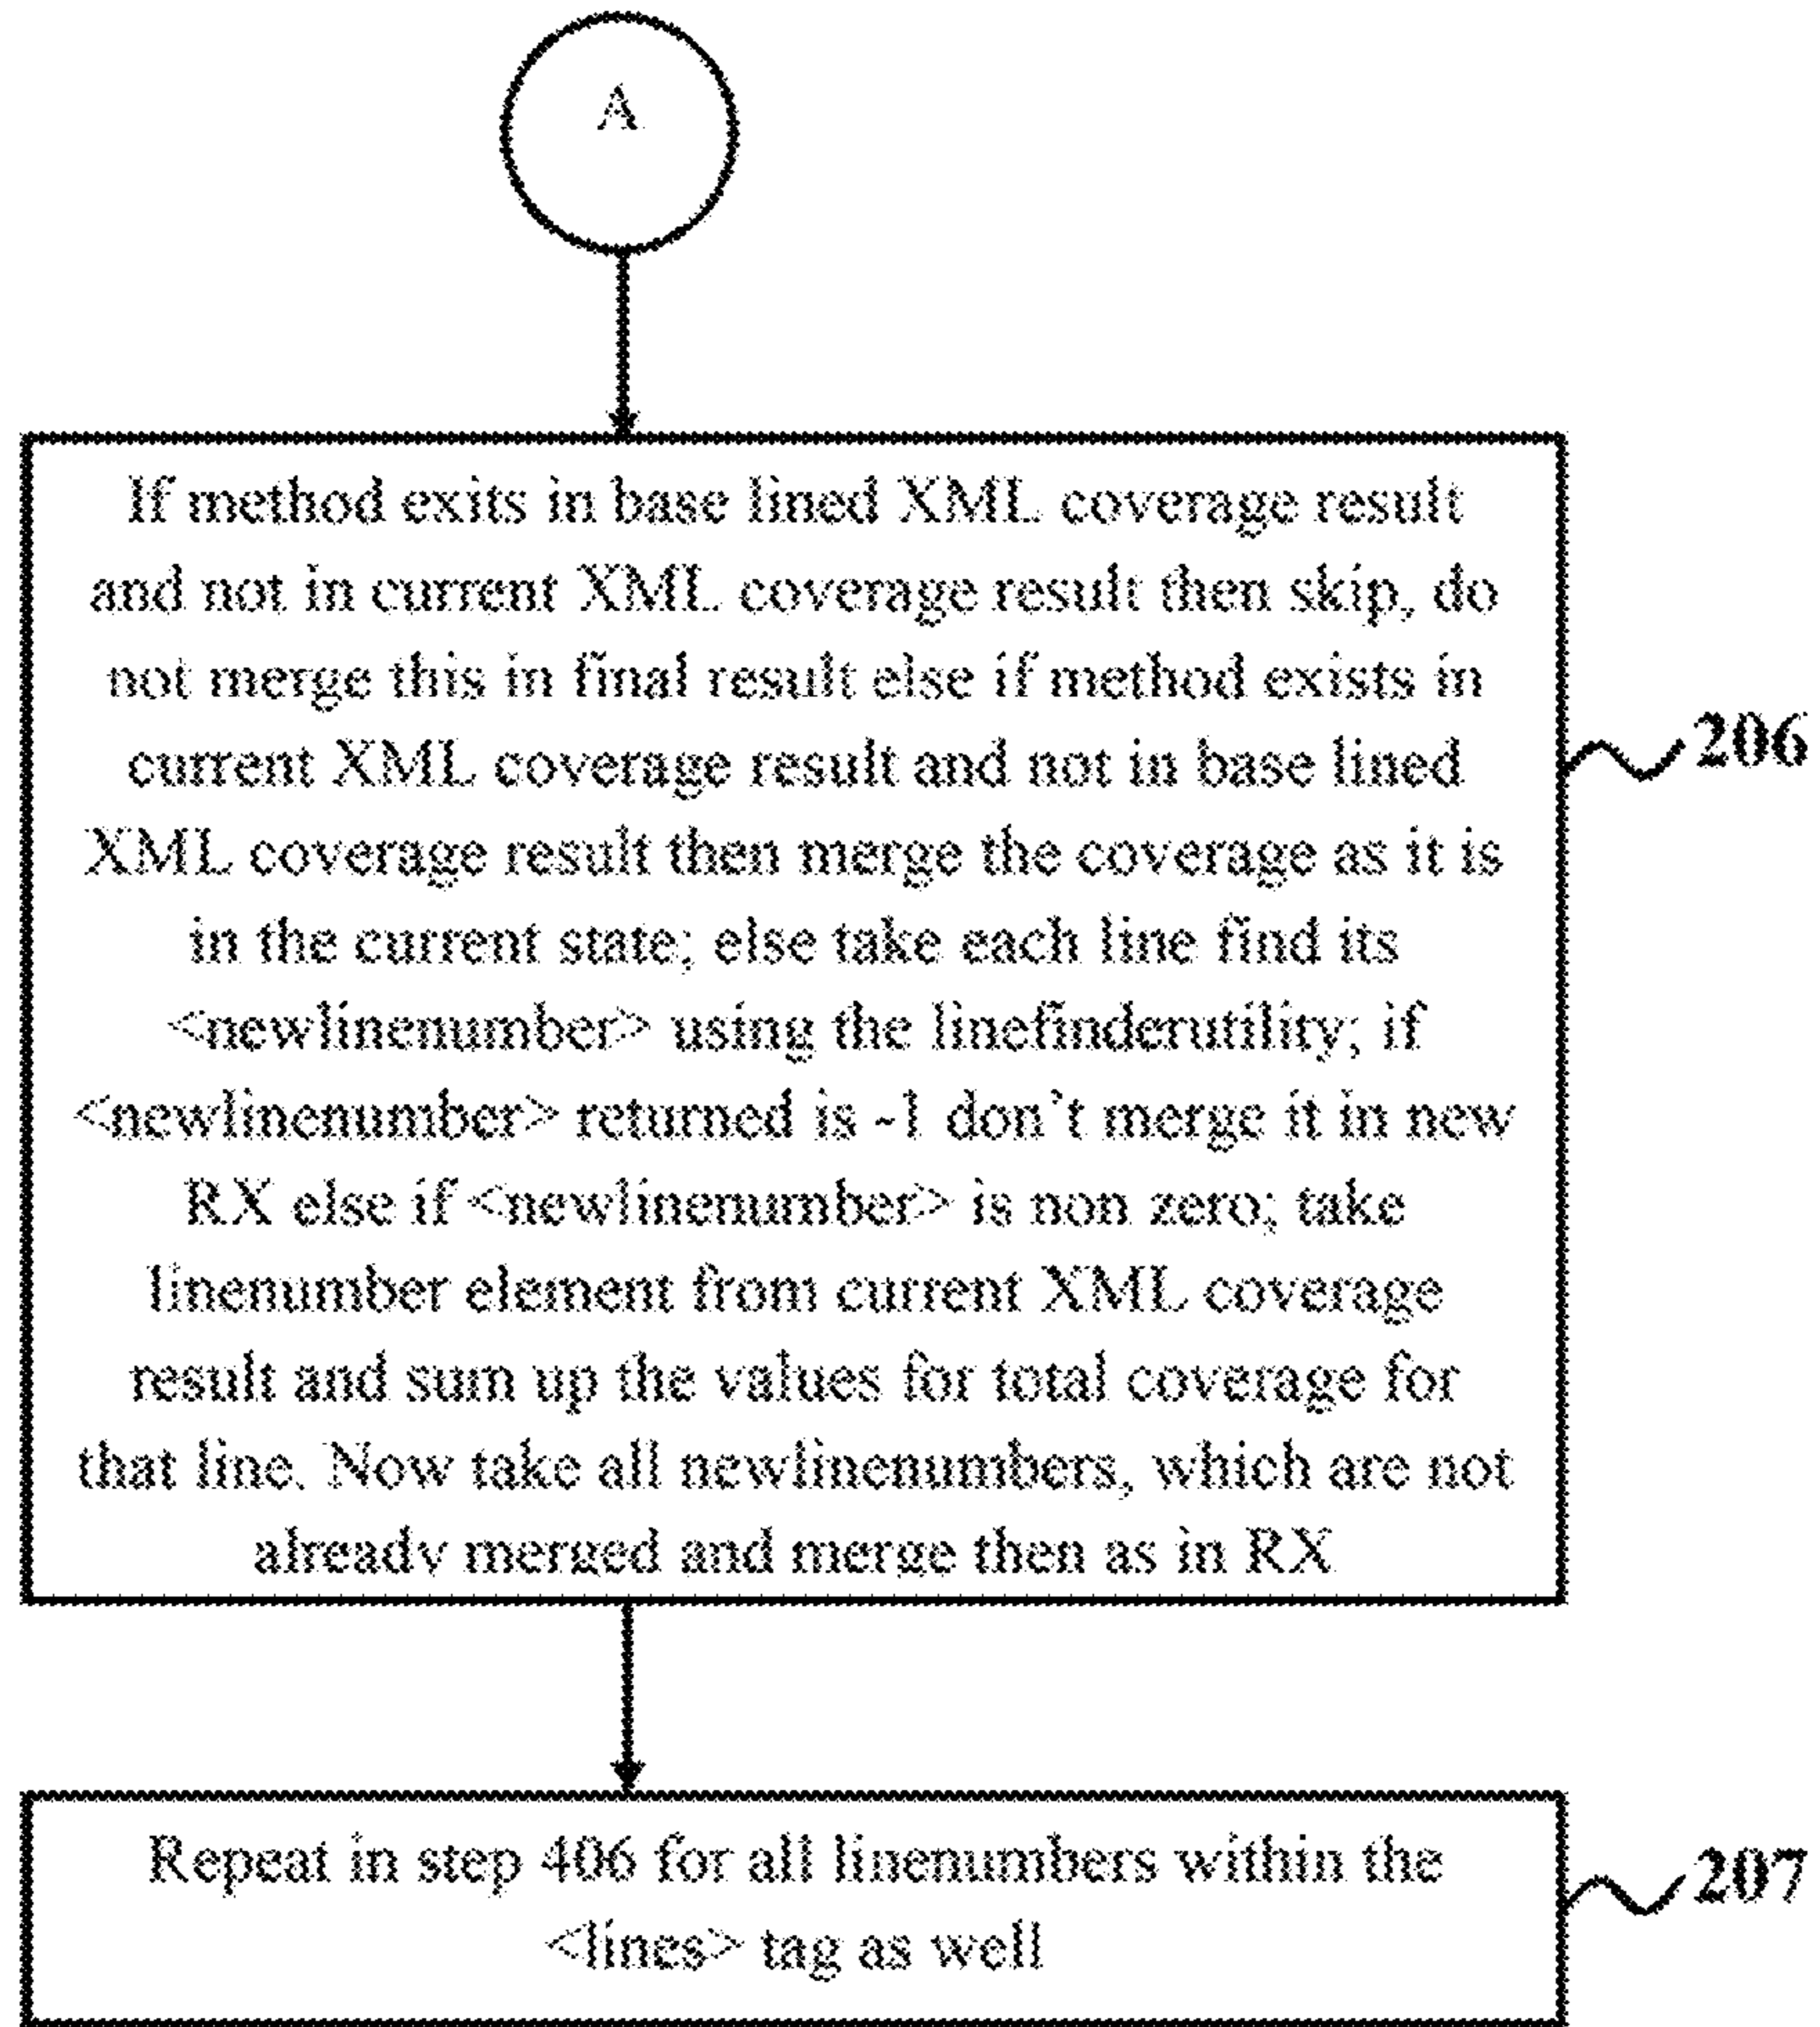 A
If method exits in base lined XML coverage result
and not in current XML coverage result then skip, do
not merge this in final result else if method exists in
current XML coverage result and not in base lined
XML coverage result then merge the coverage as it is
in the current state; else take each line find its
<newlinenumber> using the linefinderutility; if
<newlinenumber> returned is -1 don't merge it in new
RX else if <newlinenumber> is non zero; take
linenumber element from current XML coverage
result and sum up the values for total coverage for
that line. Now take all newlinenumbers, which are not
already merged and merge then as in RX
206
Repeat in step 406 for all linenumbers within the
<lines> tag as well
207